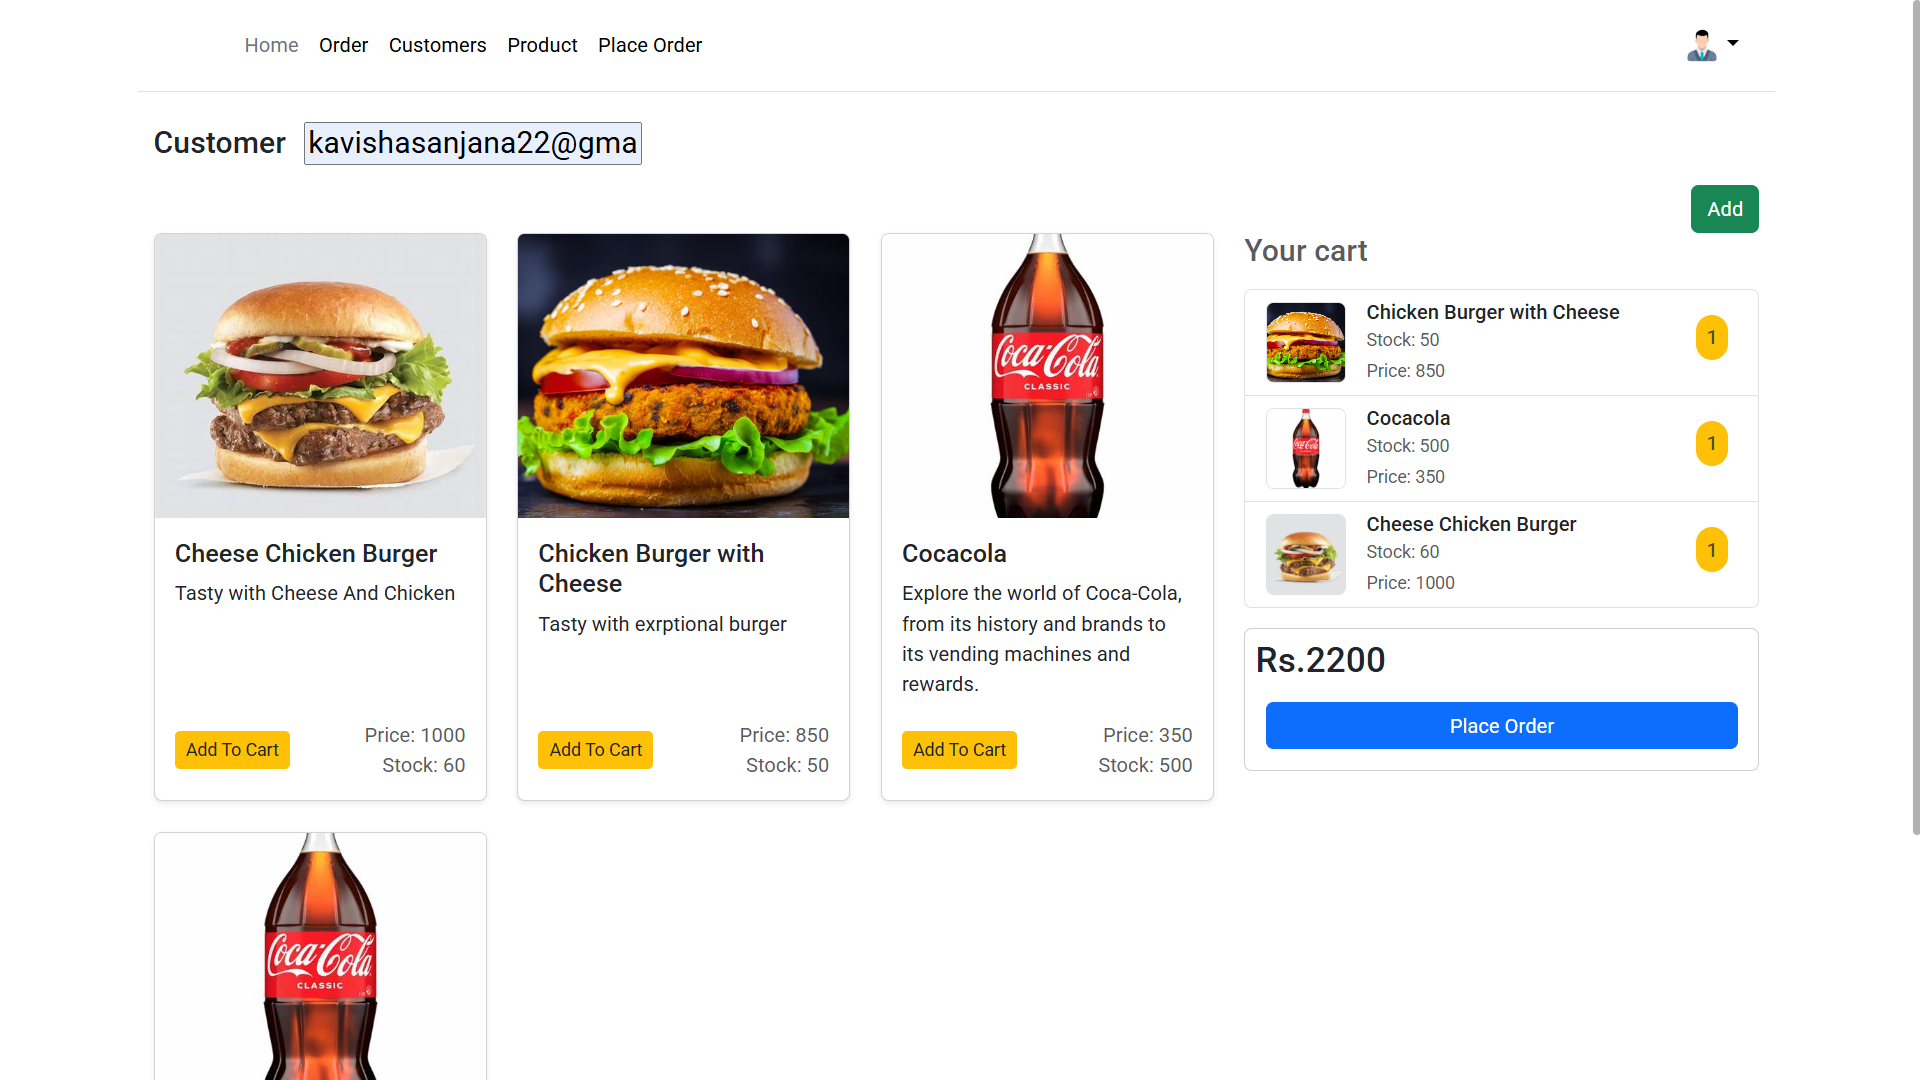 Home Order Customers Product Place Order
Customer kavishasanjana22@gma
Add
Coca-Cola
CLASSIC
Cheese Chicken Burger
Tasty with Cheese And Chicken
Add To Cart
Price: 1000
Stock: 60
Chicken Burger with
Cheese
Tasty with exrptional burger
Add To Cart
Price: 850
Stock: 50
Cocacola
Explore the world of Coca-Cola,
from its history and brands to
its vending machines and
rewards.
Add To Cart
Price: 350
Stock: 500
Your cart
Chicken Burger with Cheese
Stock: 50
Price: 850
1
Cocacola
Stock: 500
Price: 350
1
Coca-Cola
Cheese Chicken Burger
Stock: 60
Price: 1000
1
Rs.2200
Place Order
Coca-Cola
CLASSIC